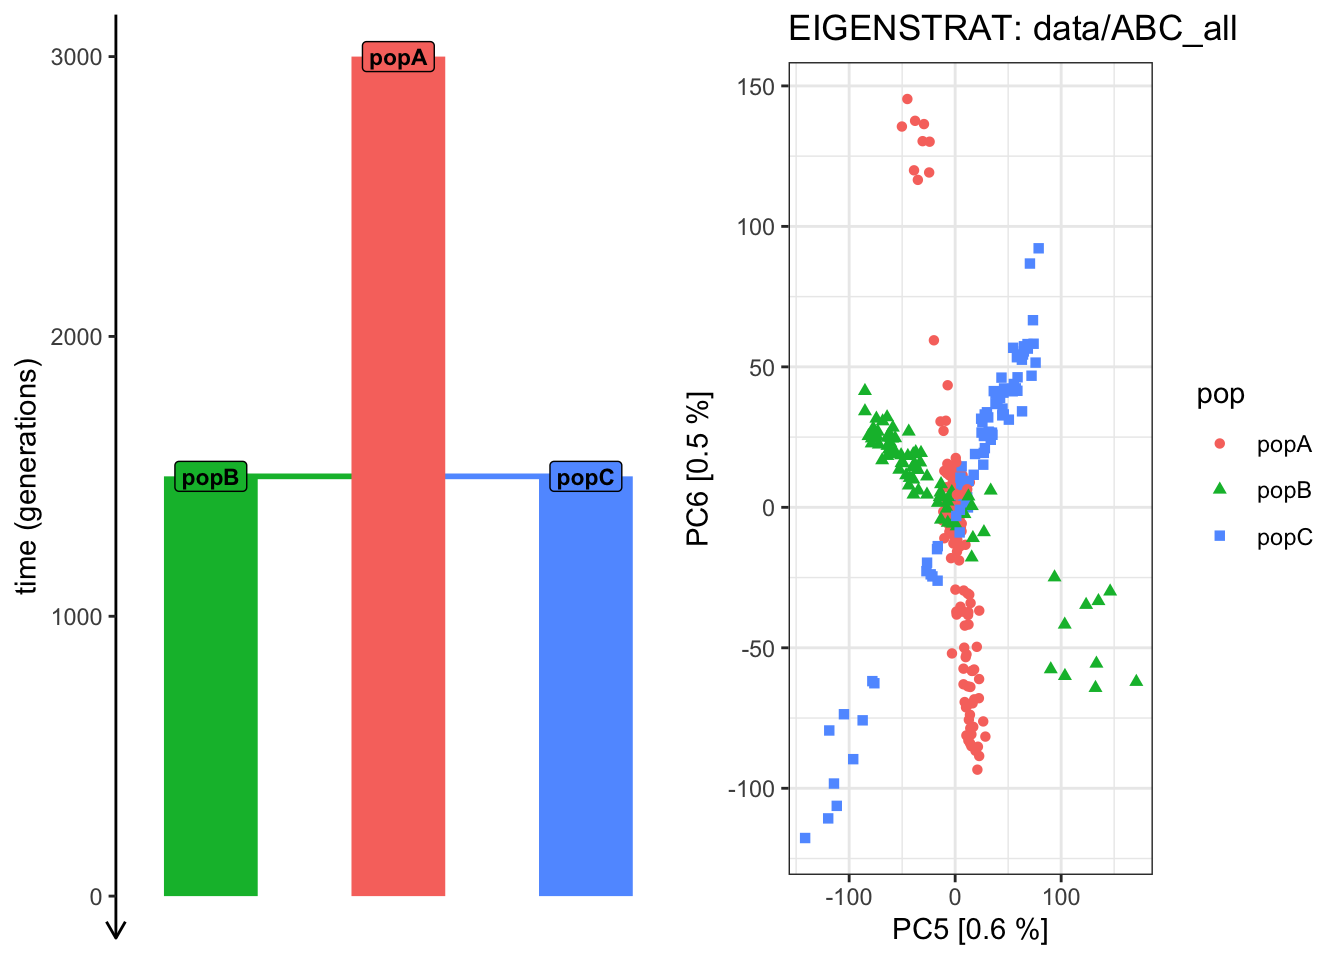 time (generations)
3000
2000
1000
0
popA
popB
popC
EIGENSTRAT: data/ABC_all
PC6 [0.5 %]
150
100
50
0
-50
-100
-100
0
100
PC5 [0.6 %]
pop
popA
popB
popC